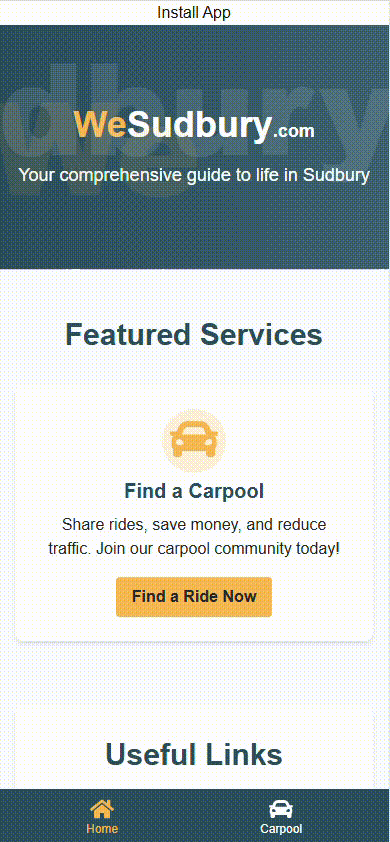 Install App
WeSudbury.com
Your comprehensive guide to life in Sudbury
Featured Services
Find a Carpool
Share rides, save money, and reduce
traffic. Join our carpool community today!
Find a Ride Now
Useful Links
Home
Carpool